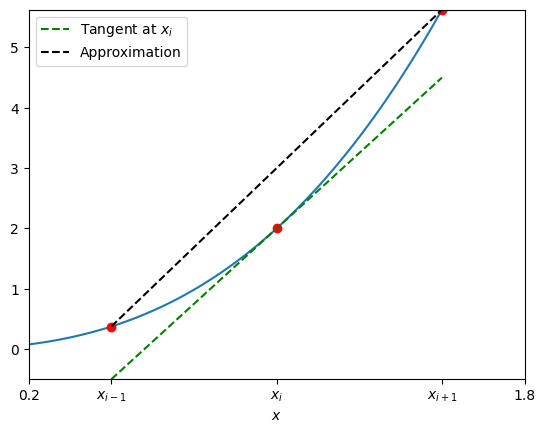 Tangent at $x_i$
Approximation
5
4
3
2
1
0
0.2 $x_{i-1}$ $x_i$ $x_{i+1}$ 1.8
$x$